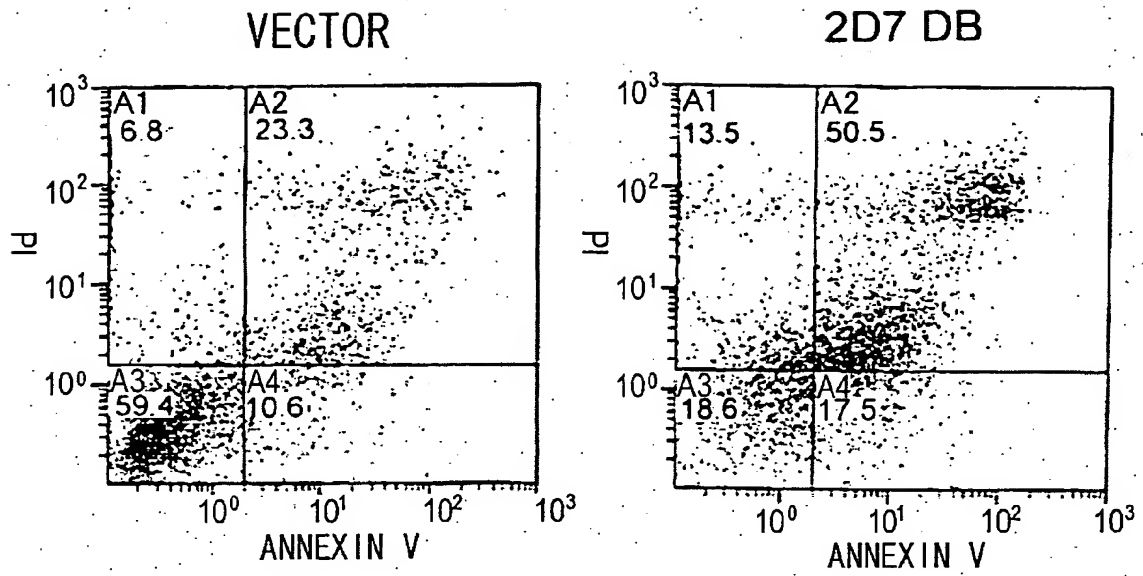 VECTOR
10³
A1
6.8
A2
23.3
10²
PI
10¹
10⁰
A3
59.4
A4
10.6
10⁰ 10¹ 10² 10³
ANNEXIN V
2D7 DB
10³
A1
13.5
A2
50.5
10²
PI
10¹
10⁰
A3
18.6
A4
17.5
10⁰ 10¹ 10² 10³
ANNEXIN V